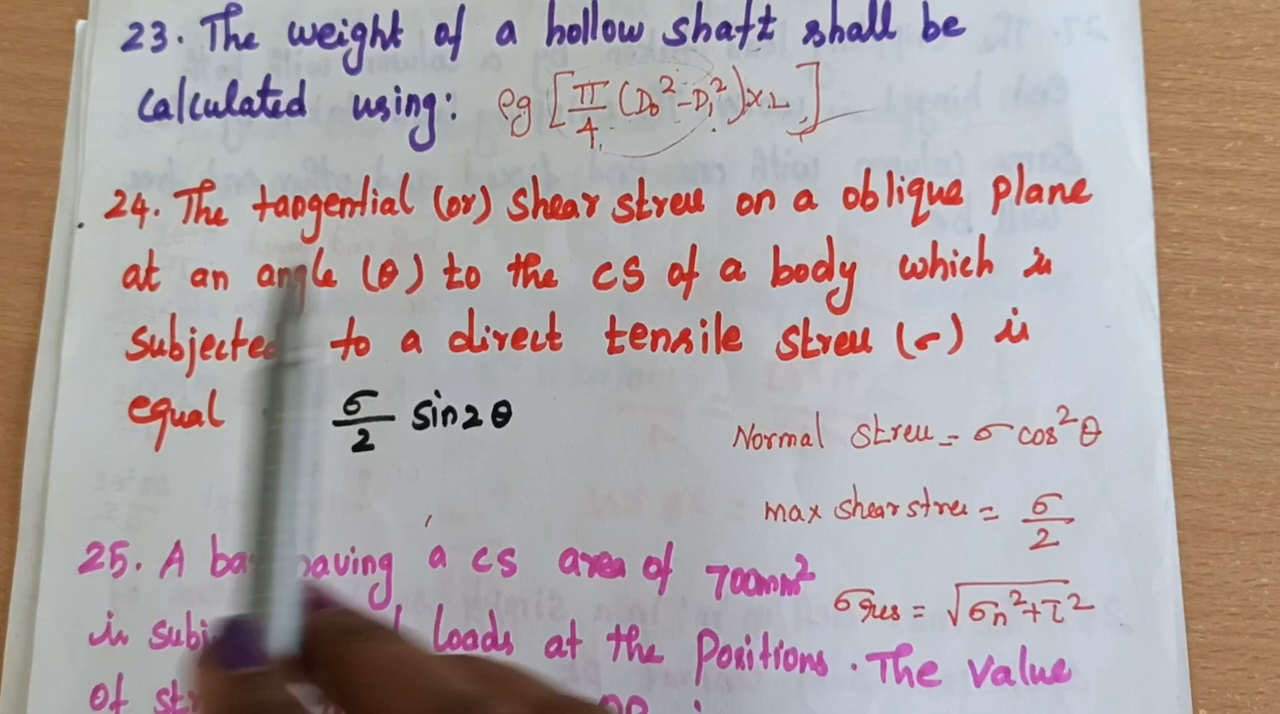 23. The weight of a hollow shaft shall be
calculated using: ρg [π/4 (D₀²-Dᵢ²)×L]
24. The tangential (or) shear stress on a oblique plane
at an angle (θ) to the cs of a body which is
subjected to a direct tensile stress (σ) is
equal σ/2 sin2θ
Normal stress = σ cos²θ
max shear stress = σ/2
25. A bar having a cs area of 700mm²
σres = √σn²+τ²
is loads at the Positions. The value
of